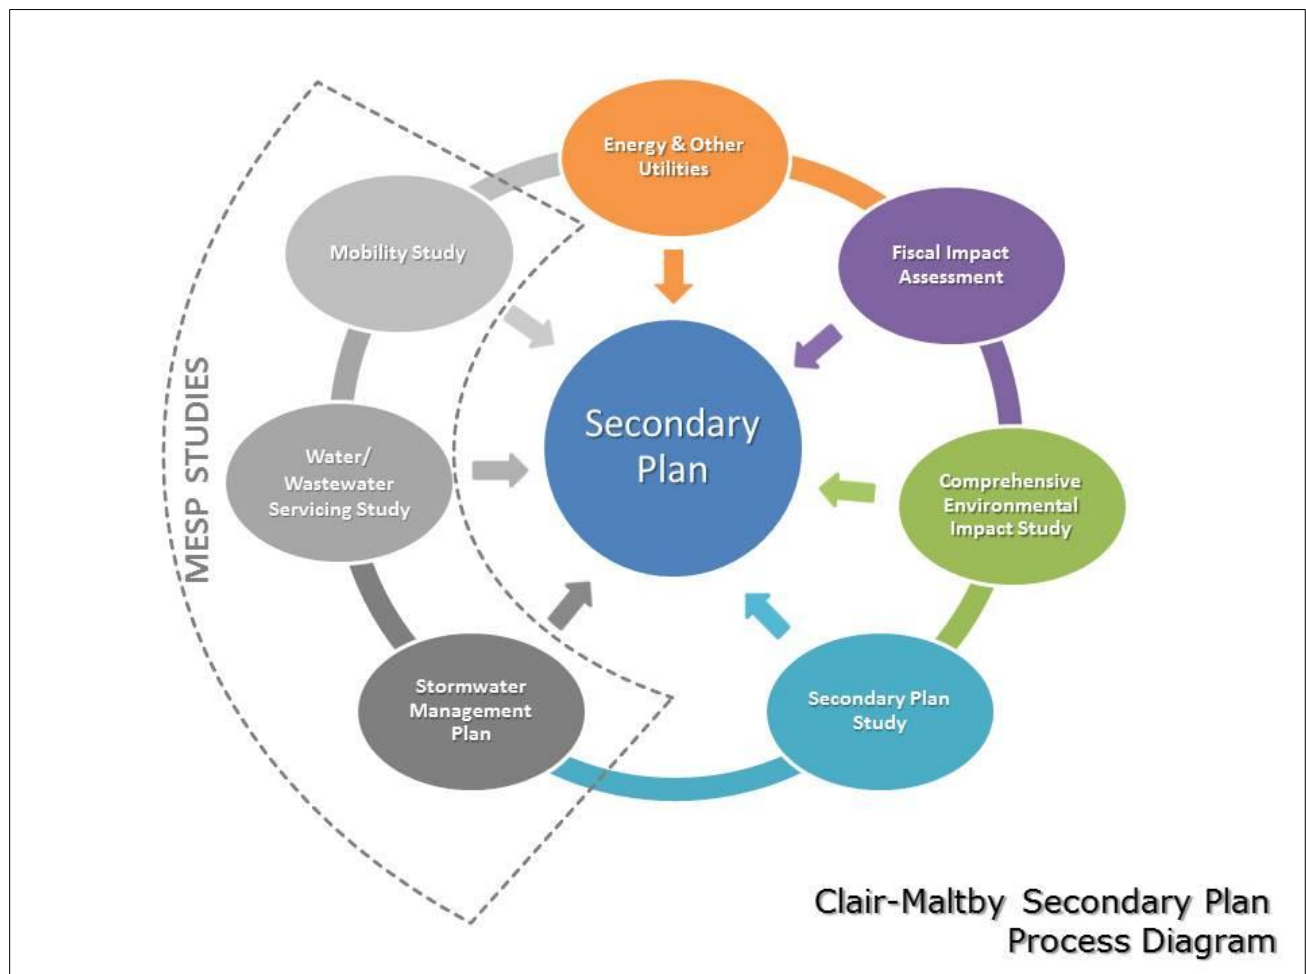 Energy & Other
Utilities
Mobility Study
Fiscal Impact
Assessment
MESP STUDIES
Secondary
Plan
Water/
Wastewater
Servicing Study
Comprehensive
Environmental
Impact Study
Stormwater
Management
Plan
Secondary Plan
Study
Clair-Maltby Secondary Plan
Process Diagram